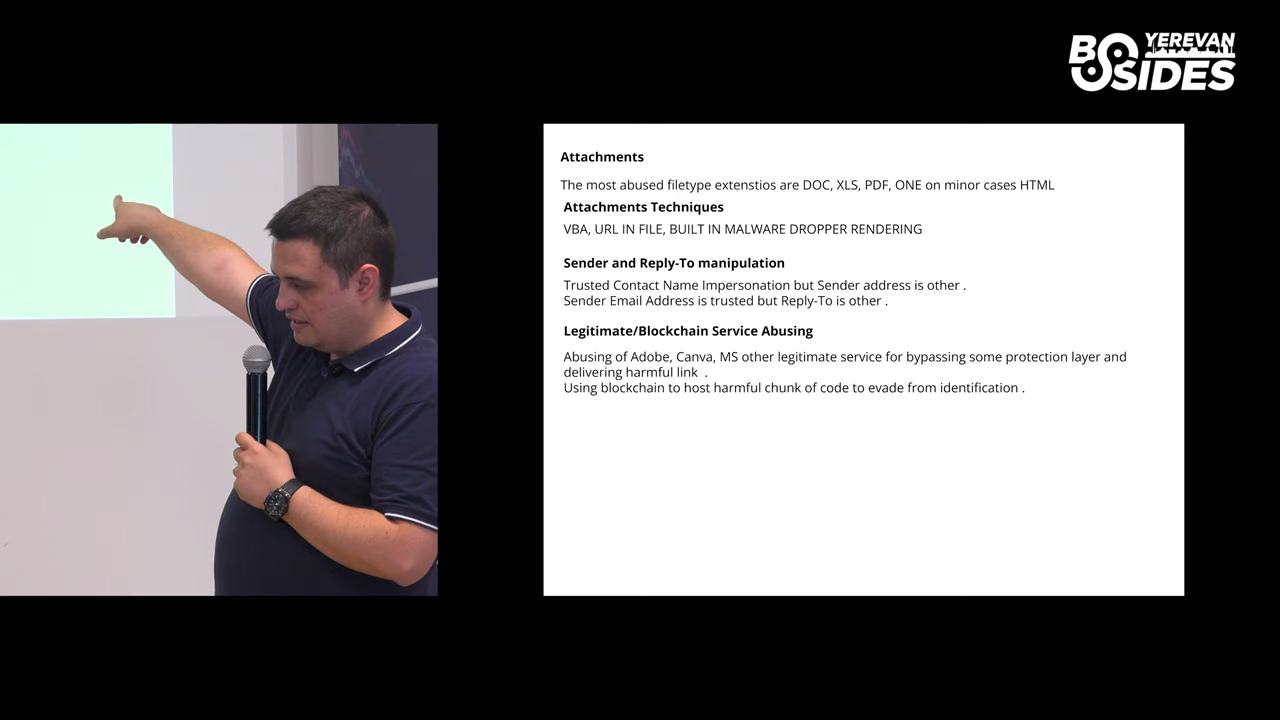 YEREVAN
BSIDES
Attachments
The most abused filetype extenstios are DOC, XLS, PDF, ONE on minor cases HTML
Attachments Techniques
VBA, URL IN FILE, BUILT IN MALWARE DROPPER RENDERING
Sender and Reply-To manipulation
Trusted Contact Name Impersonation but Sender address is other .
Sender Email Address is trusted but Reply-To is other .
Legitimate/Blockchain Service Abusing
Abusing of Adobe, Canva, MS other legitimate service for bypassing some protection layer and
delivering harmful link .
Using blockchain to host harmful chunk of code to evade from identification .